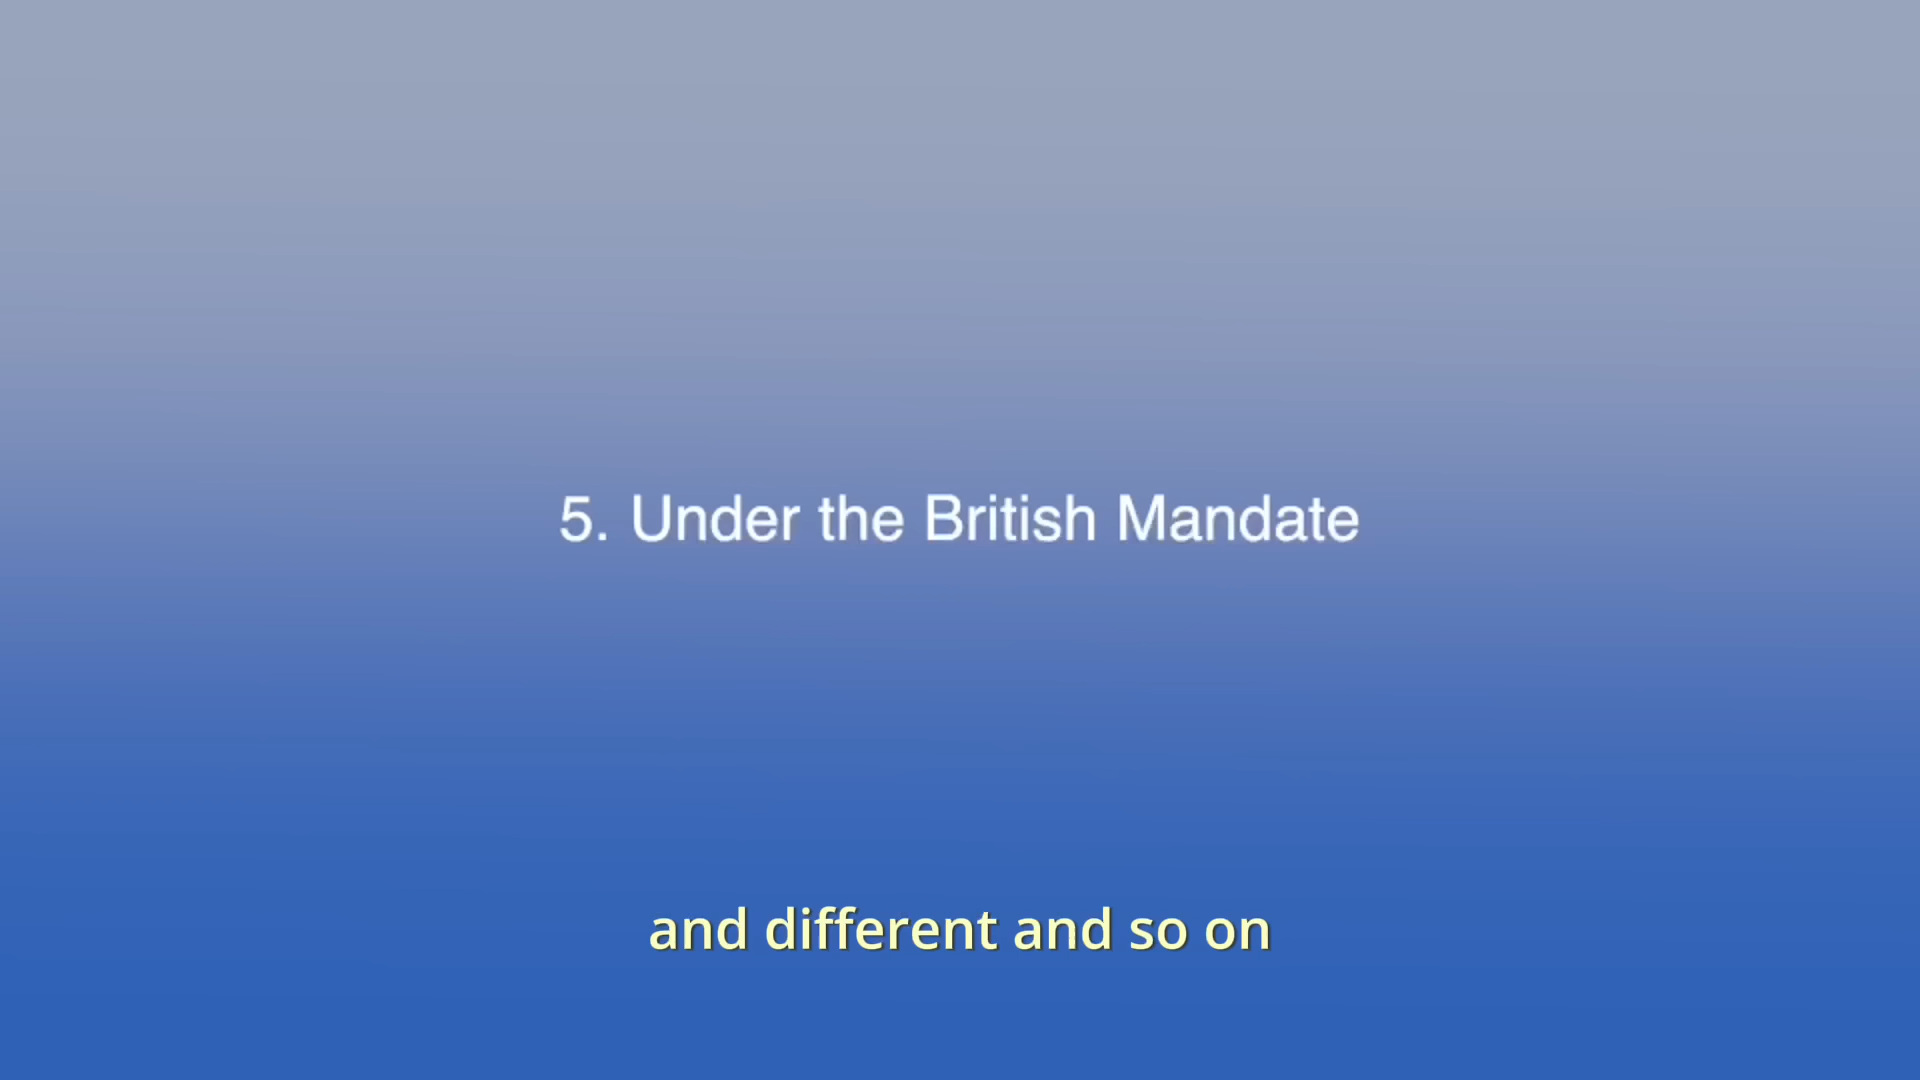 5. Under the British Mandate
and different and so on